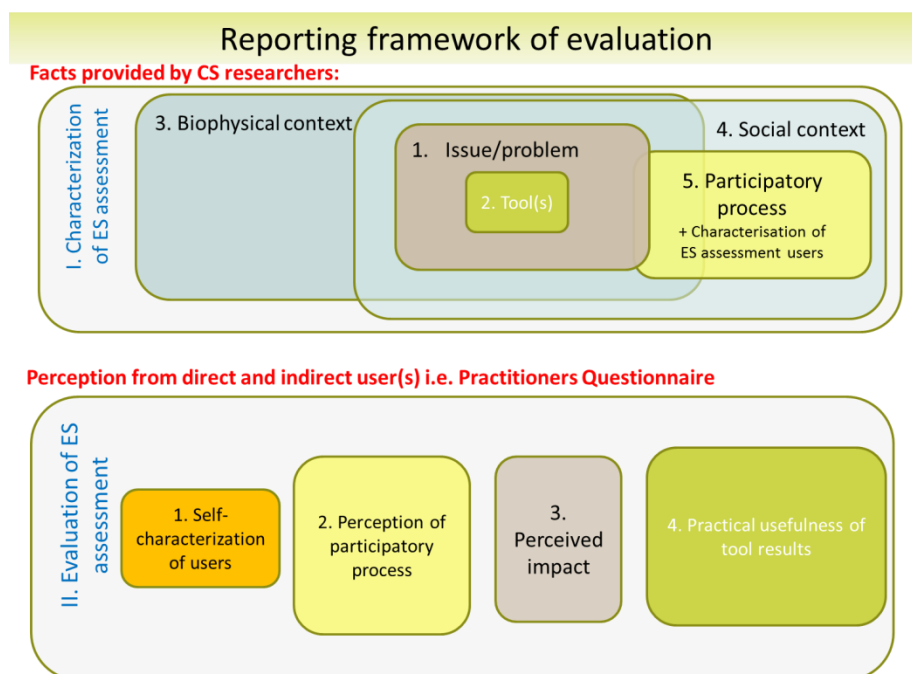 Reporting framework of evaluation
Facts provided by CS researchers:
I. Characterization
of ES assessment
3. Biophysical context
4. Social context
1. Issue/problem
2. Tool(s)
5. Participatory
process
+ Characterisation of
ES assessment users
Perception from direct and indirect user(s) i.e. Practitioners Questionnaire
II. Evaluation of ES
assessment
1. Self-
characterization
of users
2. Perception of
participatory
process
3.
Perceived
impact
4. Practical usefulness of
tool results